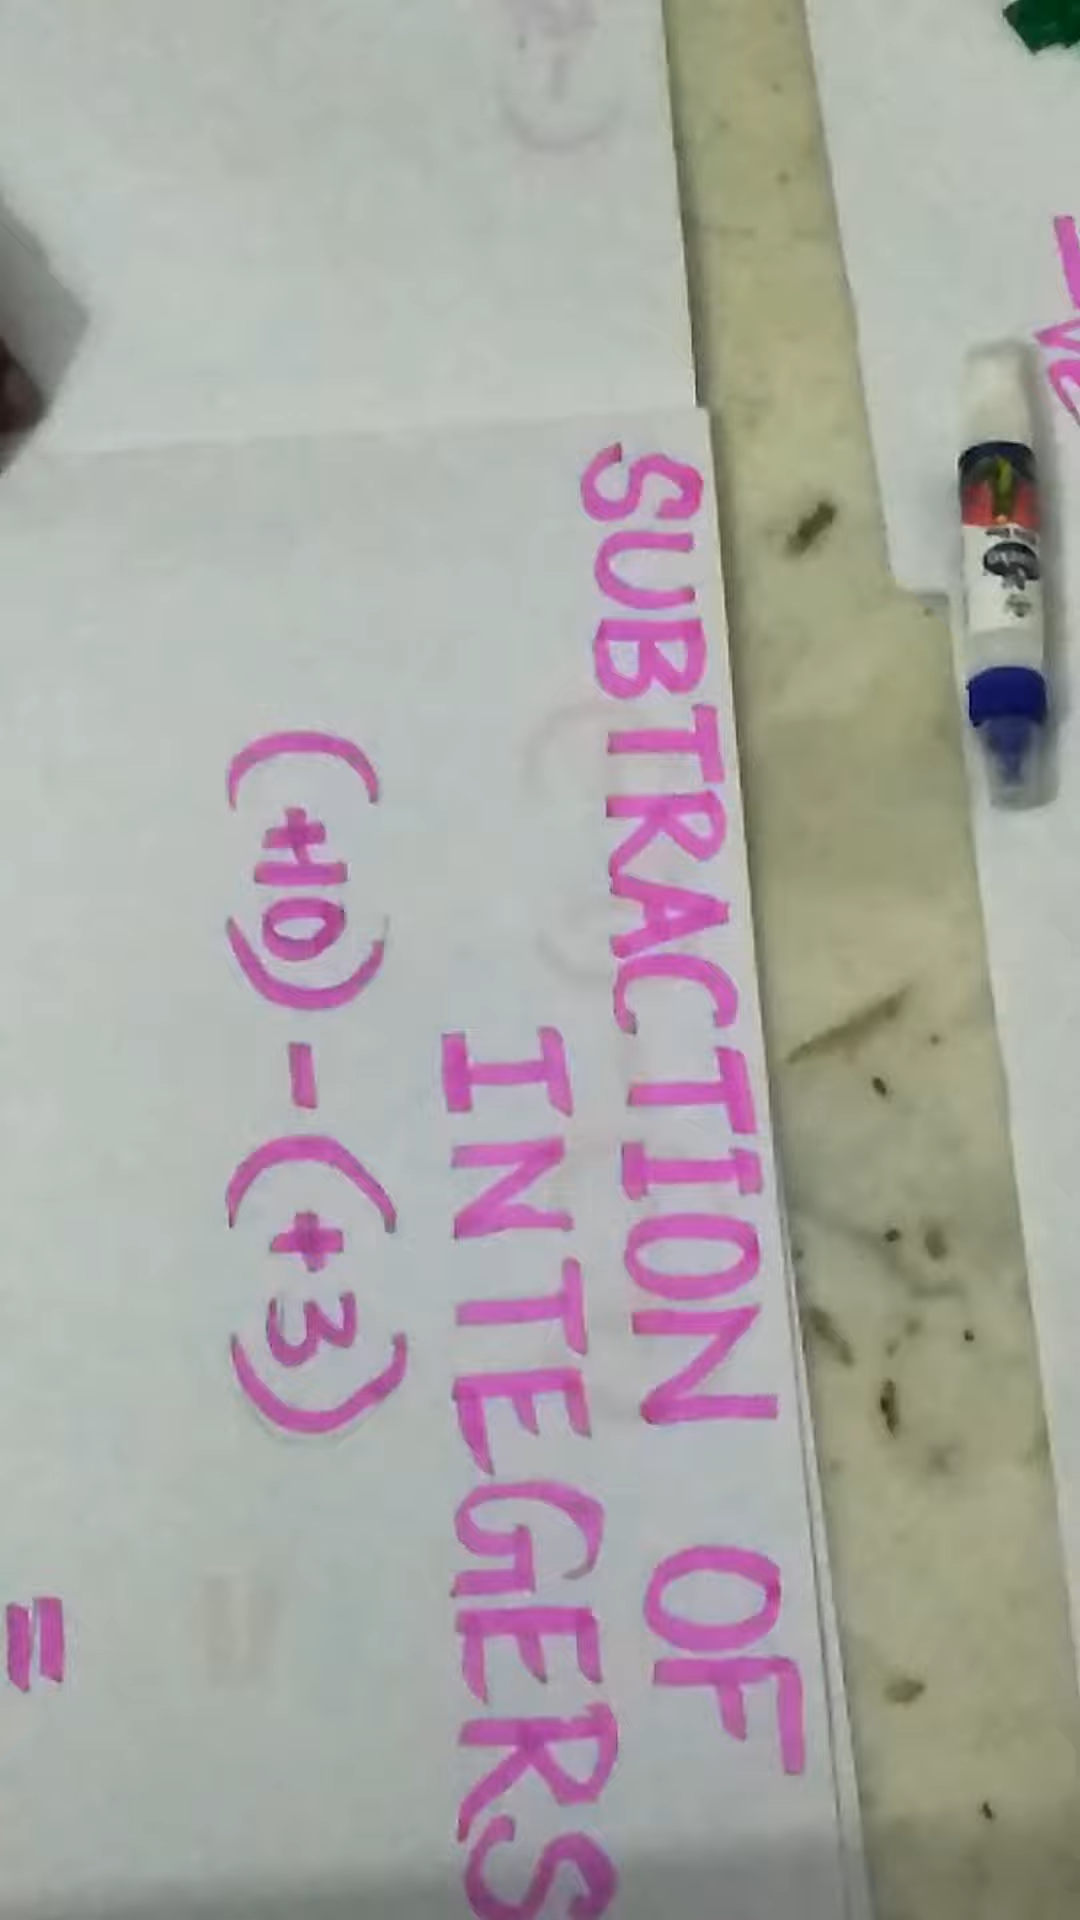 SUBTRACTION OF
INTEGERS
(+10) - (+3)
=